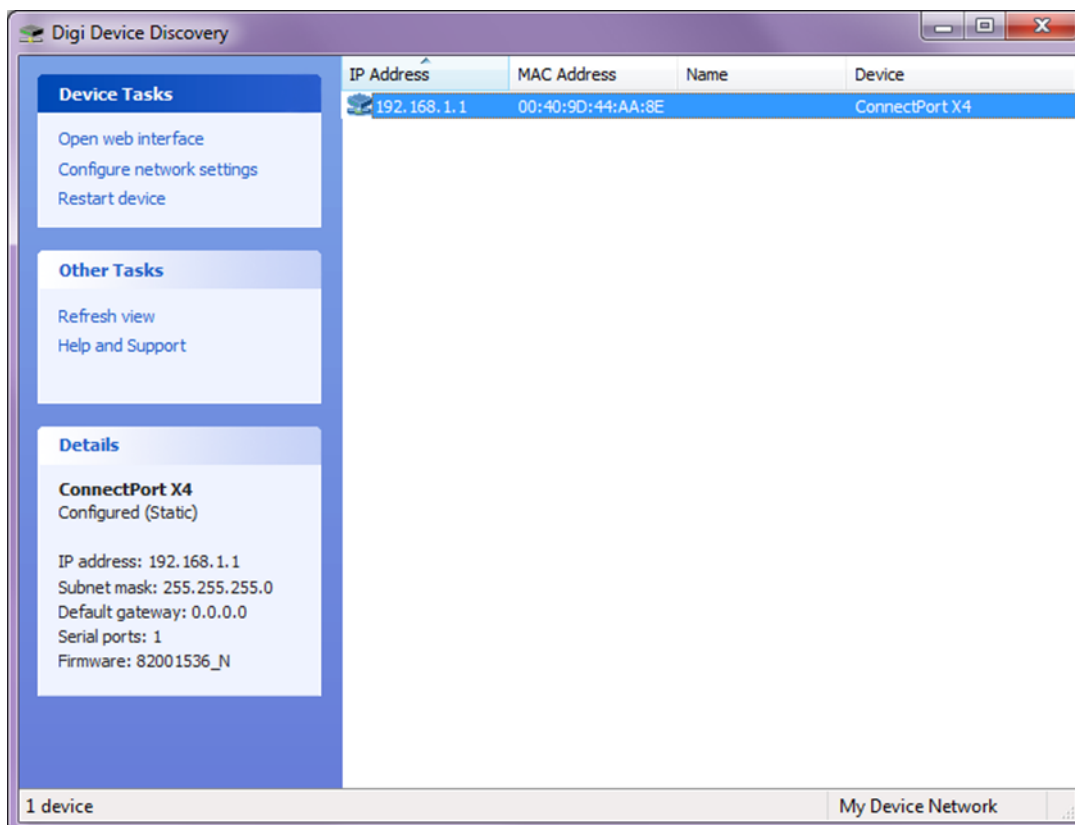 Digi Device Discovery
Device Tasks
Open web interface
Configure network settings
Restart device
Other Tasks
Refresh view
Help and Support
Details
ConnectPort X4
Configured (Static)
IP address: 192.168.1.1
Subnet mask: 255.255.255.0
Default gateway: 0.0.0.0
Serial ports: 1
Firmware: 82001536_N
IP Address MAC Address Name Device
192.168.1.1 00:40:9D:44:AA:8E ConnectPort X4
1 device My Device Network